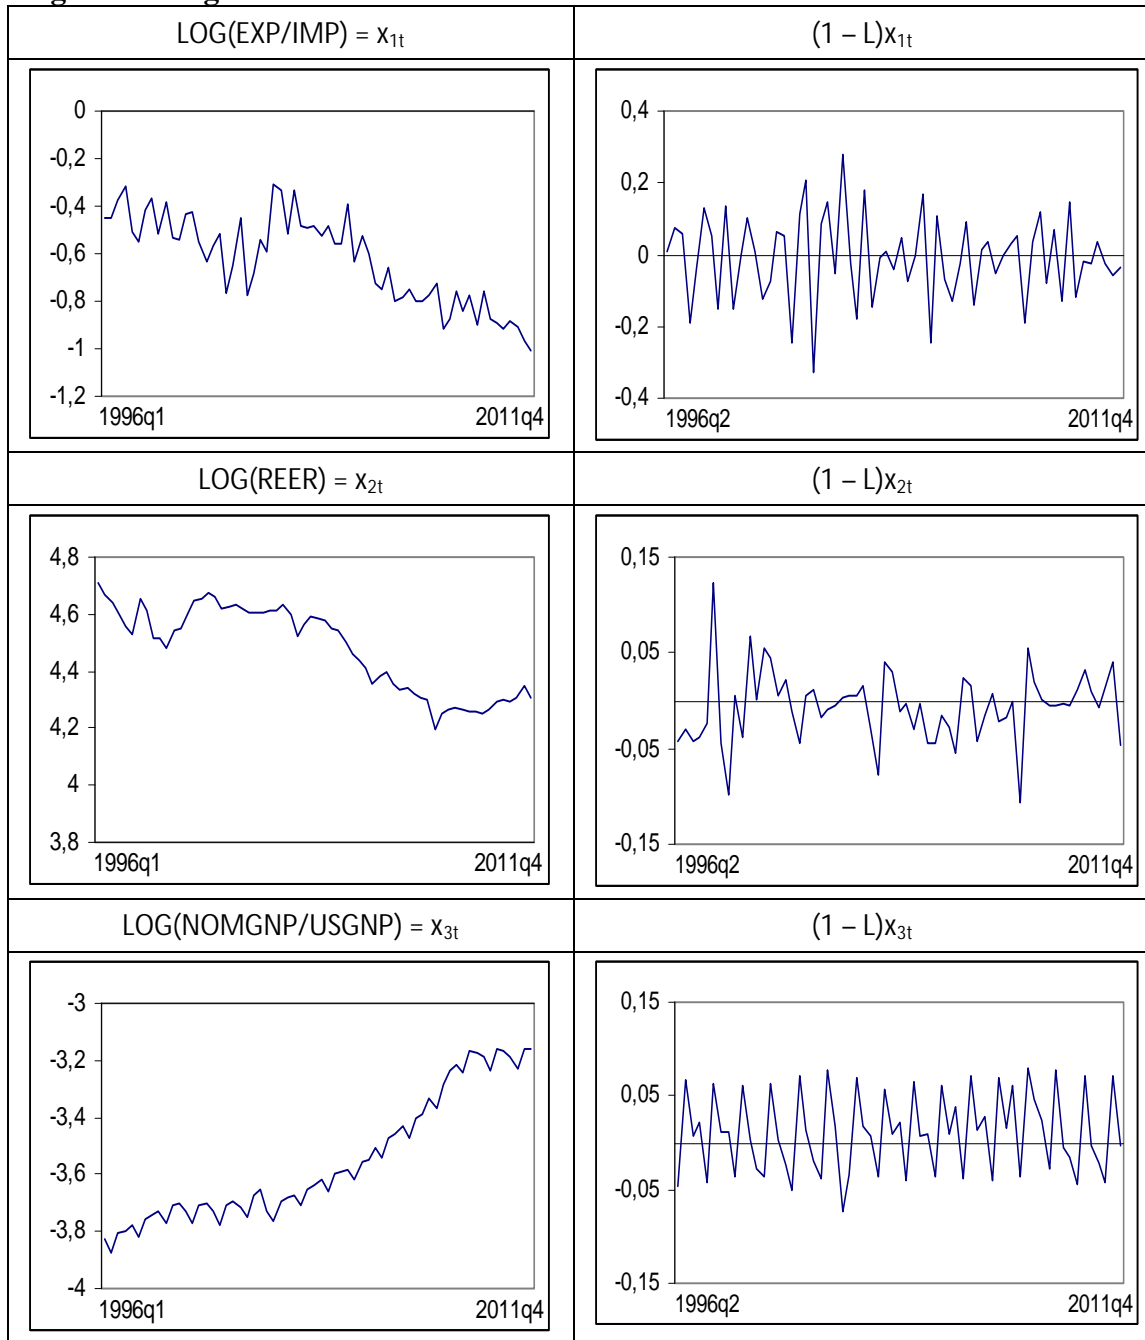 LOG(EXP/IMP) = x1t
(1 – L)x1t
0
-0,2
-0,4
-0,6
-0,8
-1
-1,2
1996q1 2011q4
0,4
0,2
0
-0,2
-0,4
1996q2 2011q4
LOG(REER) = x2t
(1 – L)x2t
4,8
4,6
4,4
4,2
4
3,8
1996q1 2011q4
0,15
0,05
-0,05
-0,15
1996q2 2011q4
LOG(NOMGNP/USGNP) = x3t
(1 – L)x3t
-3
-3,2
-3,4
-3,6
-3,8
-4
1996q1 2011q4
0,15
0,05
-0,05
-0,15
1996q2 2011q4